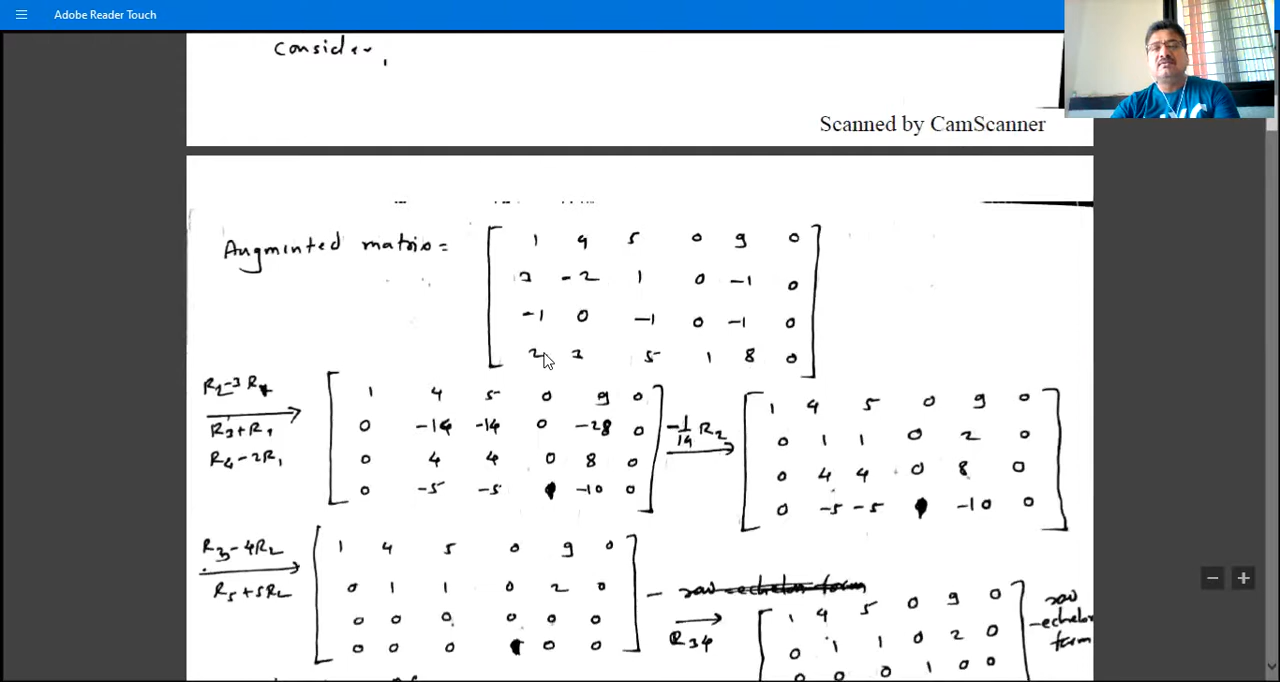 Adobe Reader Touch
consider,
Scanned by CamScanner
Augminted matrix =
1 4 5 0 9 0
3 -2 1 0 -1 0
-1 0 -1 0 -1 0
2 3 5 1 8 0
R2-3R1
R3+R1
R4-2R1
1 4 5 0 9 0
0 -14 -14 0 -28 0
0 4 4 0 8 0
0 -5 -5 1 -10 0
-1/14 R2
1 4 5 0 9 0
0 1 1 0 2 0
0 4 4 0 8 0
0 -5 -5 1 -10 0
R3-4R2
R5+5R2
1 4 5 0 9 0
0 1 1 0 2 0
0 0 0 0 0 0
0 0 0 1 0 0
- row echelon form
R34
1 4 5 0 9 0
0 1 1 0 2 0
0 0 0 1 0 0
row
-echelon
form